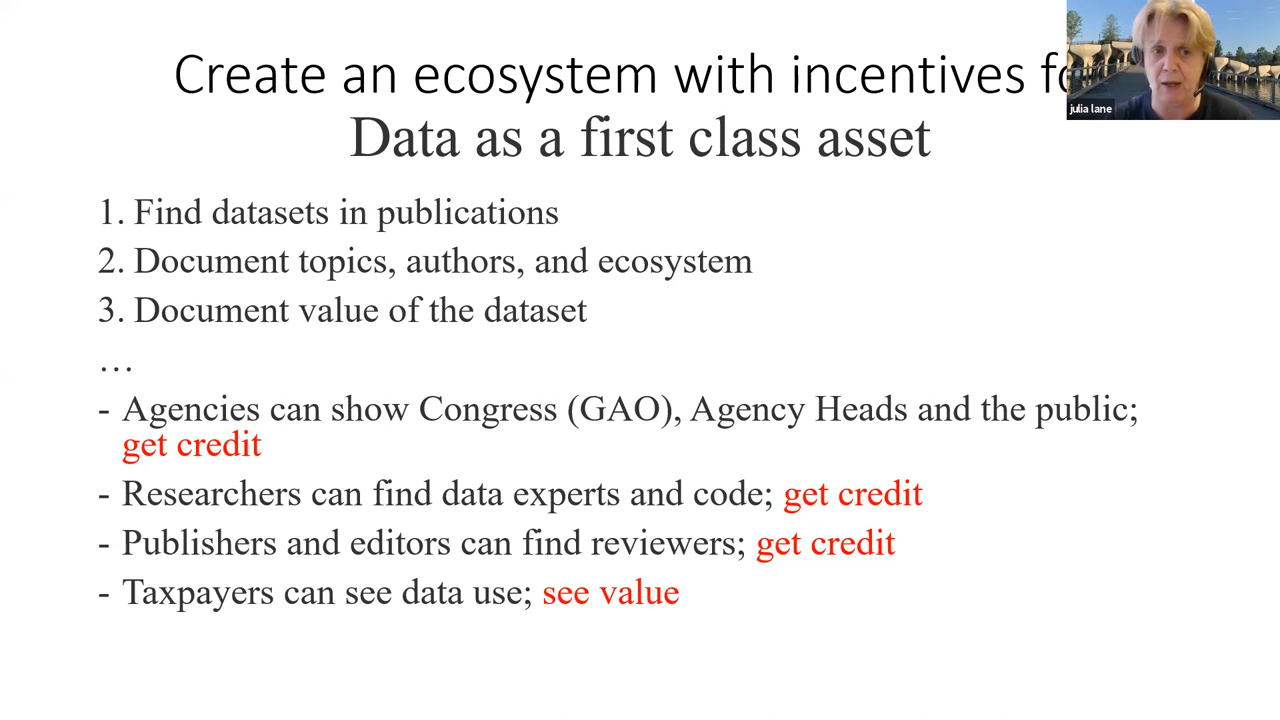 Create an ecosystem with incentives
Data as a first class asset
julia lane
1. Find datasets in publications
2. Document topics, authors, and ecosystem
3. Document value of the dataset
…
- Agencies can show Congress (GAO), Agency Heads and the public;
get credit
- Researchers can find data experts and code; get credit
- Publishers and editors can find reviewers; get credit
- Taxpayers can see data use; see value